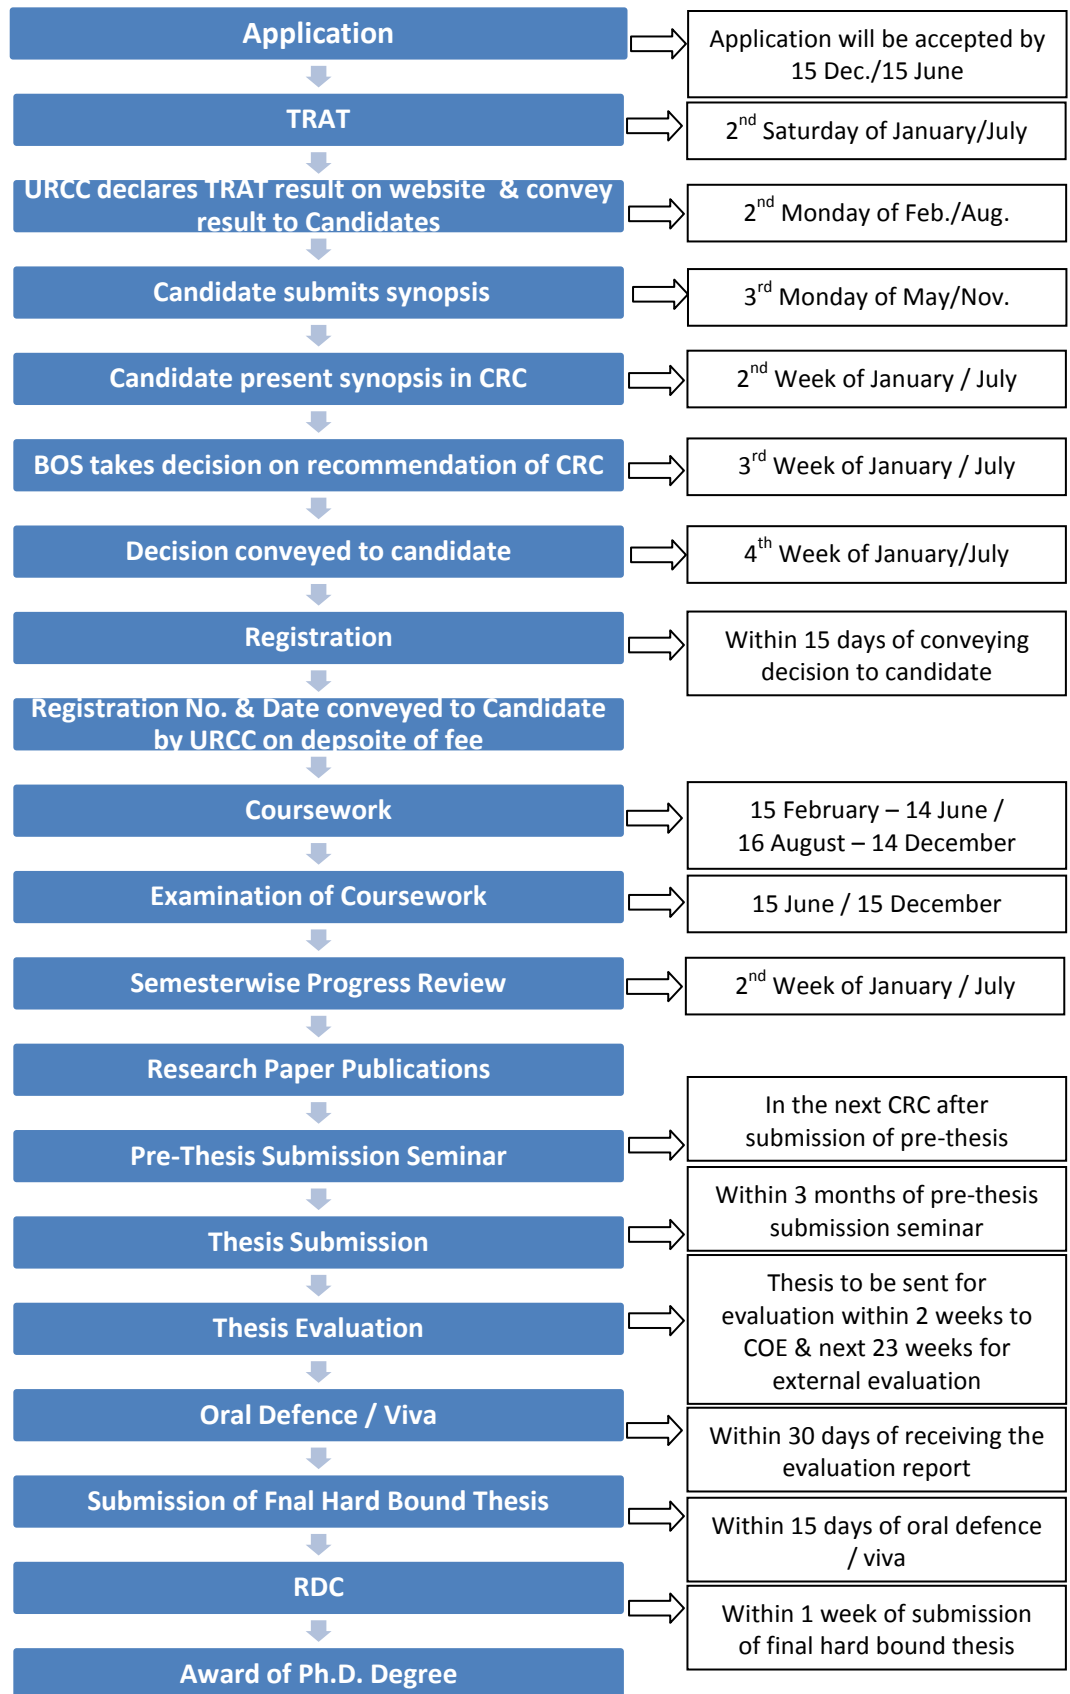 Application
Application will be accepted by
15 Dec./15 June
TRAT
2nd Saturday of January/July
URCC declares TRAT result on website & convey
result to Candidates
2nd Monday of Feb./Aug.
Candidate submits synopsis
3rd Monday of May/Nov.
Candidate present synopsis in CRC
2nd Week of January / July
BOS takes decision on recommendation of CRC
3rd Week of January / July
Decision conveyed to candidate
4th Week of January/July
Registration
Within 15 days of conveying
decision to candidate
Registration No. & Date conveyed to Candidate
by URCC on depsoite of fee
Coursework
15 February – 14 June /
16 August – 14 December
Examination of Coursework
15 June / 15 December
Semesterwise Progress Review
2nd Week of January / July
Research Paper Publications
Pre-Thesis Submission Seminar
In the next CRC after
submission of pre-thesis
Thesis Submission
Within 3 months of pre-thesis
submission seminar
Thesis Evaluation
Thesis to be sent for
evaluation within 2 weeks to
COE & next 23 weeks for
external evaluation
Oral Defence / Viva
Within 30 days of receiving the
evaluation report
Submission of Fnal Hard Bound Thesis
Within 15 days of oral defence
/ viva
RDC
Within 1 week of submission
of final hard bound thesis
Award of Ph.D. Degree